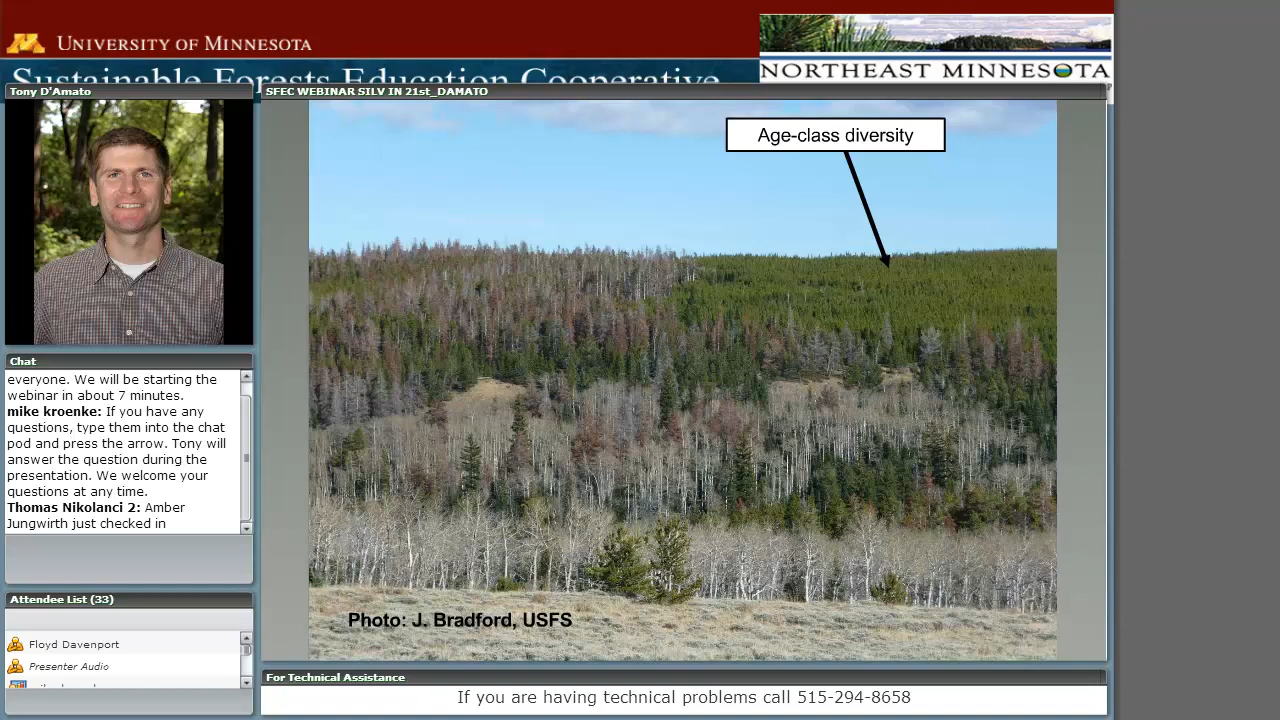 UNIVERSITY OF MINNESOTA
Sustainable Forests Education Cooperative
NORTHEAST MINNESOTA
Tony D'Amato
SFEC WEBINAR SILV IN 21st_DAMATO
Age-class diversity
Photo: J. Bradford, USFS
Chat
everyone. We will be starting the
webinar in about 7 minutes.
mike kroenke: If you have any
questions, type them into the chat
pod and press the arrow. Tony will
answer the question during the
presentation. We welcome your
questions at any time.
Thomas Nikolanci 2: Amber
Jungwirth just checked in
Attendee List (33)
Floyd Davenport
Presenter Audio
For Technical Assistance
If you are having technical problems call 515-294-8658